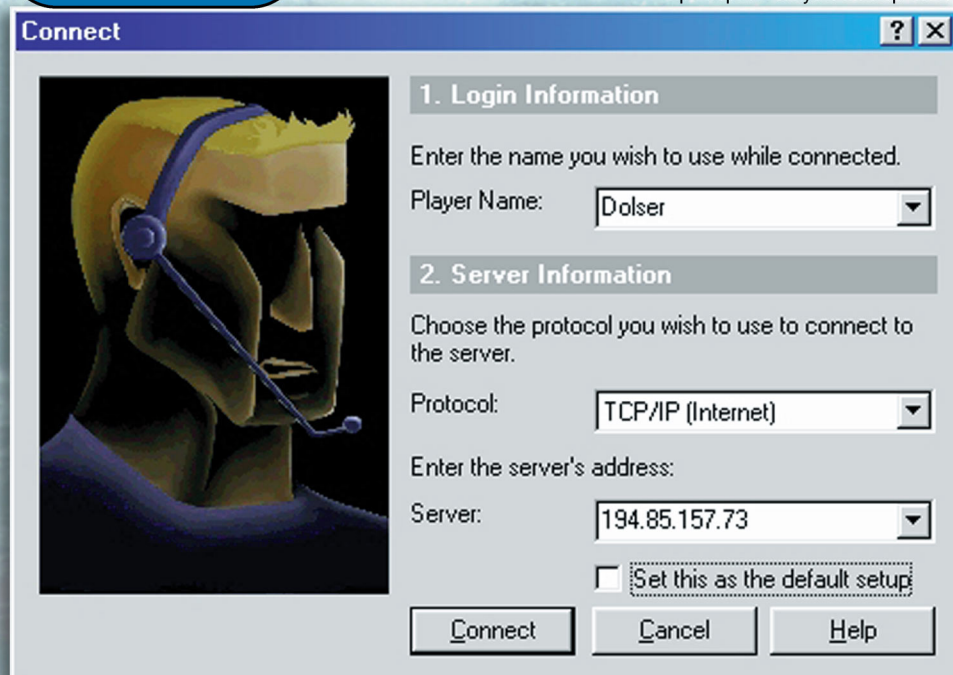 Connect
1. Login Information
Enter the name you wish to use while connected.
Player Name:
Dolser
2. Server Information
Choose the protocol you wish to use to connect to
the server.
Protocol:
TCP/IP (Internet)
Enter the server's address:
Server:
194.85.157.73
Set this as the default setup
Connect
Cancel
Help